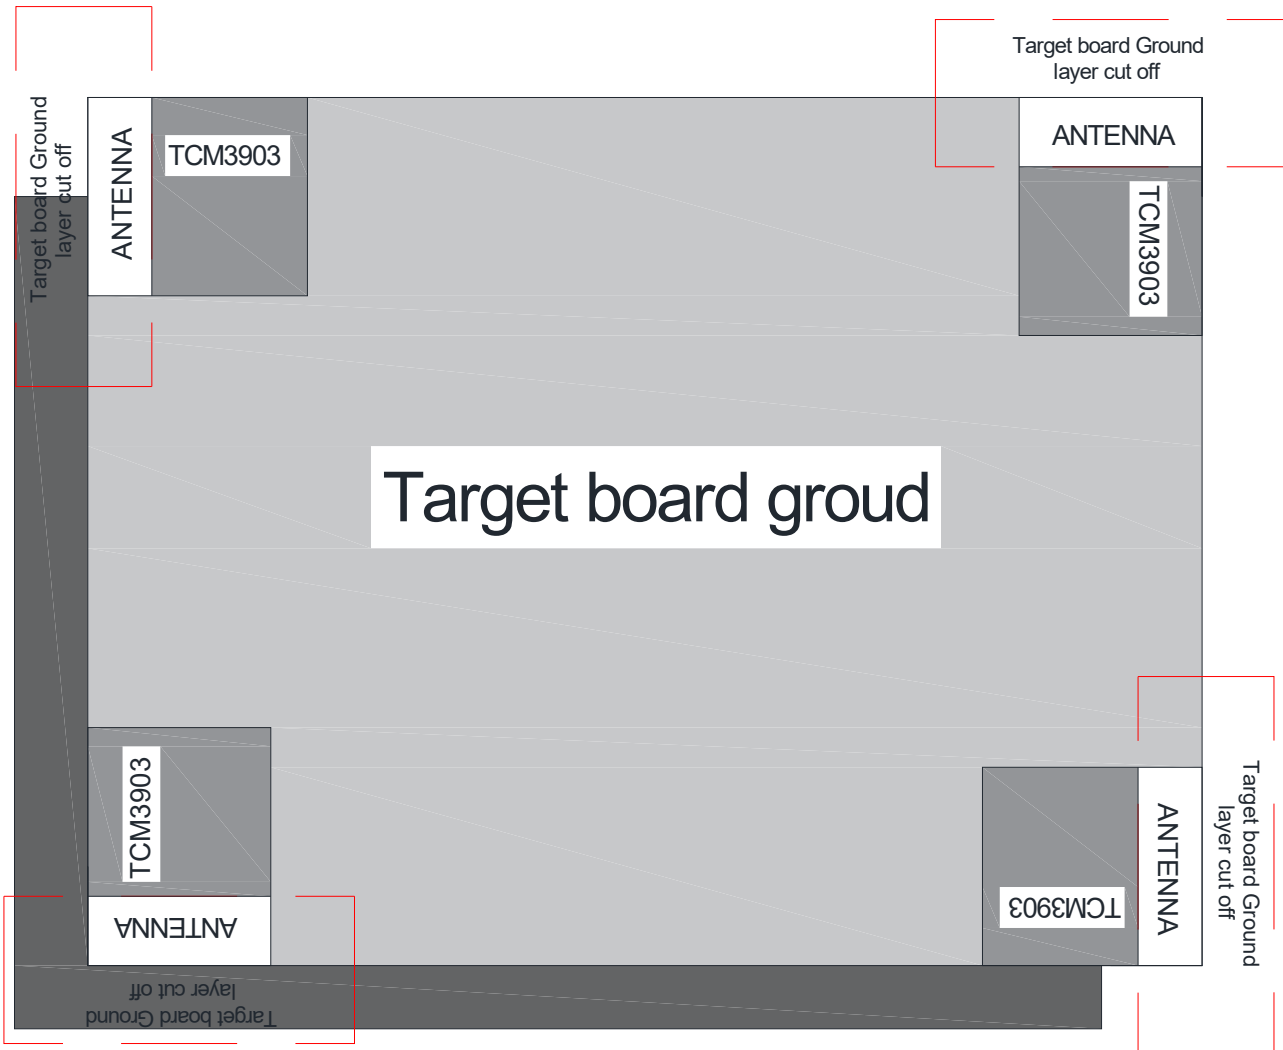 Target board Ground
layer cut off
ANTENNA
TCM3903
Target board Ground
layer cut off
ANTENNA
TCM3903
Target board groud
TCM3903
ANTENNA
Target board Ground
layer cut off
TCM3903
ANTENNA
Target board Ground
layer cut off